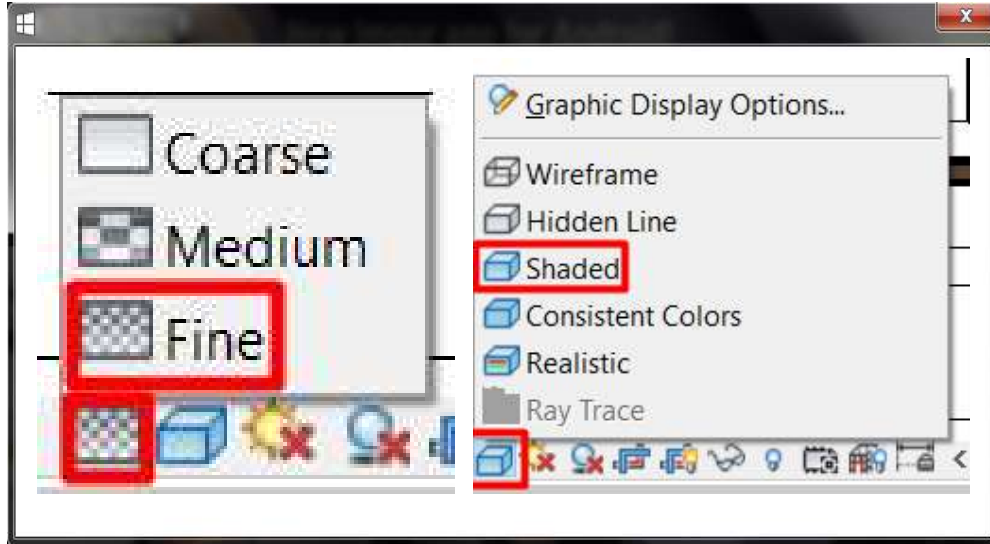 Coarse
Medium
Fine
Graphic Display Options...
Wireframe
Hidden Line
Shaded
Consistent Colors
Realistic
Ray Trace